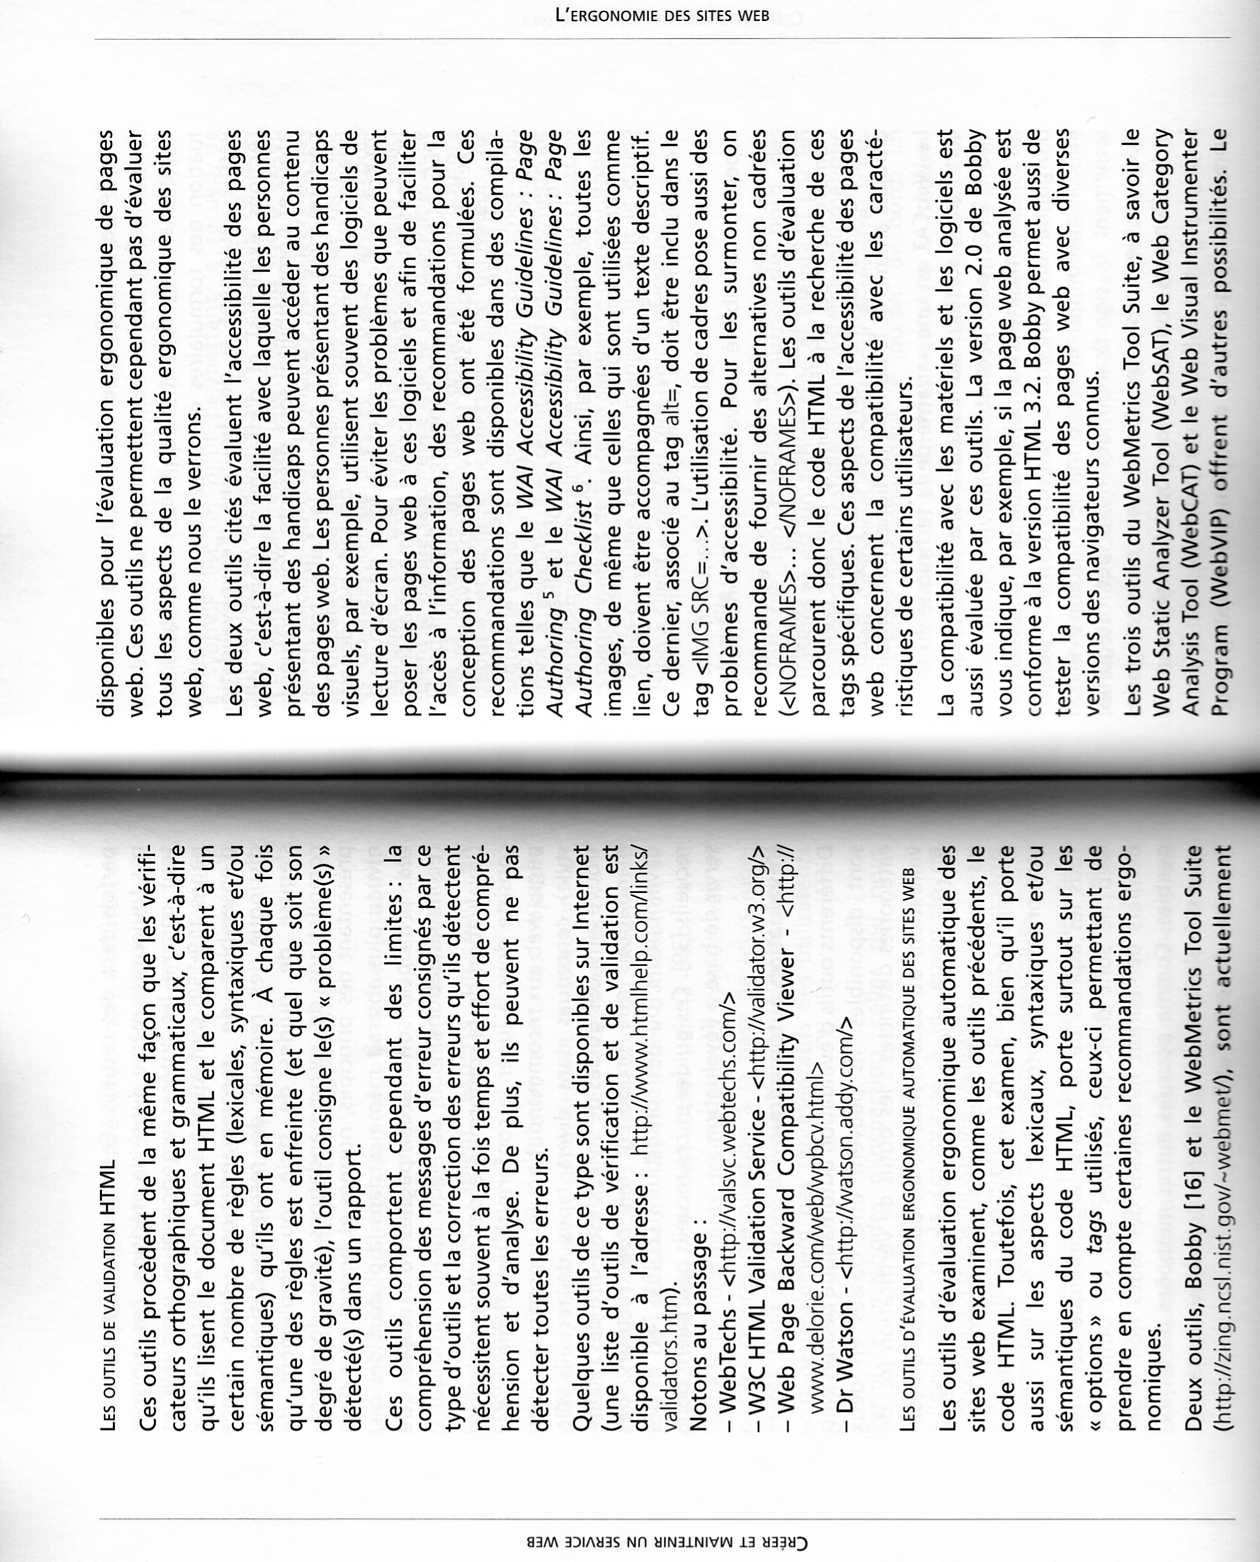 CRÉER ET MAINTENIR UN SERVICE WEB
LES OUTILS DE VALIDATION HTML
Ces outils procèdent de la même façon que les vérifi-
cateurs orthographiques et grammaticaux, c'est-à-dire
qu'ils lisent le document HTML et le comparent à un
certain nombre de règles (lexicales, syntaxiques et/ou
sémantiques) qu'ils ont en mémoire. À chaque fois
qu'une des règles est enfreinte (et quel que soit son
degré de gravité), l'outil consigne le(s) « problème(s) »
détecté(s) dans un rapport.
Ces outils comportent cependant des limites : la
compréhension des messages d'erreur consignés par ce
type d'outils et la correction des erreurs qu'ils détectent
nécessitent souvent à la fois temps et effort de compré-
hension et d'analyse. De plus, ils peuvent ne pas
détecter toutes les erreurs.
Quelques outils de ce type sont disponibles sur Internet
(une liste d'outils de vérification et de validation est
disponible à l'adresse : http://www.htmlhelp.com/links/
validators.htm).
Notons au passage :
– WebTechs - <http://valsvc.webtechs.com/>
– W3C HTML Validation Service - <http://validator.w3.org/>
– Web Page Backward Compatibility Viewer - <http://
www.delorie.com/web/wpbcv.html>
– Dr Watson - <http://watson.addy.com/>
LES OUTILS D'ÉVALUATION ERGONOMIQUE AUTOMATIQUE DES SITES WEB
Les outils d'évaluation ergonomique automatique des
sites web examinent, comme les outils précédents, le
code HTML. Toutefois, cet examen, bien qu'il porte
aussi sur les aspects lexicaux, syntaxiques et/ou
sémantiques du code HTML, porte surtout sur les
« options » ou tags utilisés, ceux-ci permettant de
prendre en compte certaines recommandations ergo-
nomiques.
Deux outils, Bobby [16] et le WebMetrics Tool Suite
(http://zing.ncsl.nist.gov/~webmet/), sont actuellement
L'ERGONOMIE DES SITES WEB
disponibles pour l'évaluation ergonomique de pages
web. Ces outils ne permettent cependant pas d'évaluer
tous les aspects de la qualité ergonomique des sites
web, comme nous le verrons.
Les deux outils cités évaluent l'accessibilité des pages
web, c'est-à-dire la facilité avec laquelle les personnes
présentant des handicaps peuvent accéder au contenu
des pages web. Les personnes présentant des handicaps
visuels, par exemple, utilisent souvent des logiciels de
lecture d'écran. Pour éviter les problèmes que peuvent
poser les pages web à ces logiciels et afin de faciliter
l'accès à l'information, des recommandations pour la
conception des pages web ont été formulées. Ces
recommandations sont disponibles dans des compila-
tions telles que le WAI Accessibility Guidelines : Page
Authoring 5 et le WAI Accessibility Guidelines : Page
Authoring Checklist 6. Ainsi, par exemple, toutes les
images, de même que celles qui sont utilisées comme
lien, doivent être accompagnées d'un texte descriptif.
Ce dernier, associé au tag alt=, doit être inclu dans le
tag <IMG SRC=...>. L'utilisation de cadres pose aussi des
problèmes d'accessibilité. Pour les surmonter, on
recommande de fournir des alternatives non cadrées
(<NOFRAMES>... </NOFRAMES>). Les outils d'évaluation
parcourent donc le code HTML à la recherche de ces
tags spécifiques. Ces aspects de l'accessibilité des pages
web concernent la compatibilité avec les caracté-
ristiques de certains utilisateurs.
La compatibilité avec les matériels et les logiciels est
aussi évaluée par ces outils. La version 2.0 de Bobby
vous indique, par exemple, si la page web analysée est
conforme à la version HTML 3.2. Bobby permet aussi de
tester la compatibilité des pages web avec diverses
versions des navigateurs connus.
Les trois outils du WebMetrics Tool Suite, à savoir le
Web Static Analyzer Tool (WebSAT), le Web Category
Analysis Tool (WebCAT) et le Web Visual Instrumenter
Program (WebVIP) offrent d'autres possibilités. Le